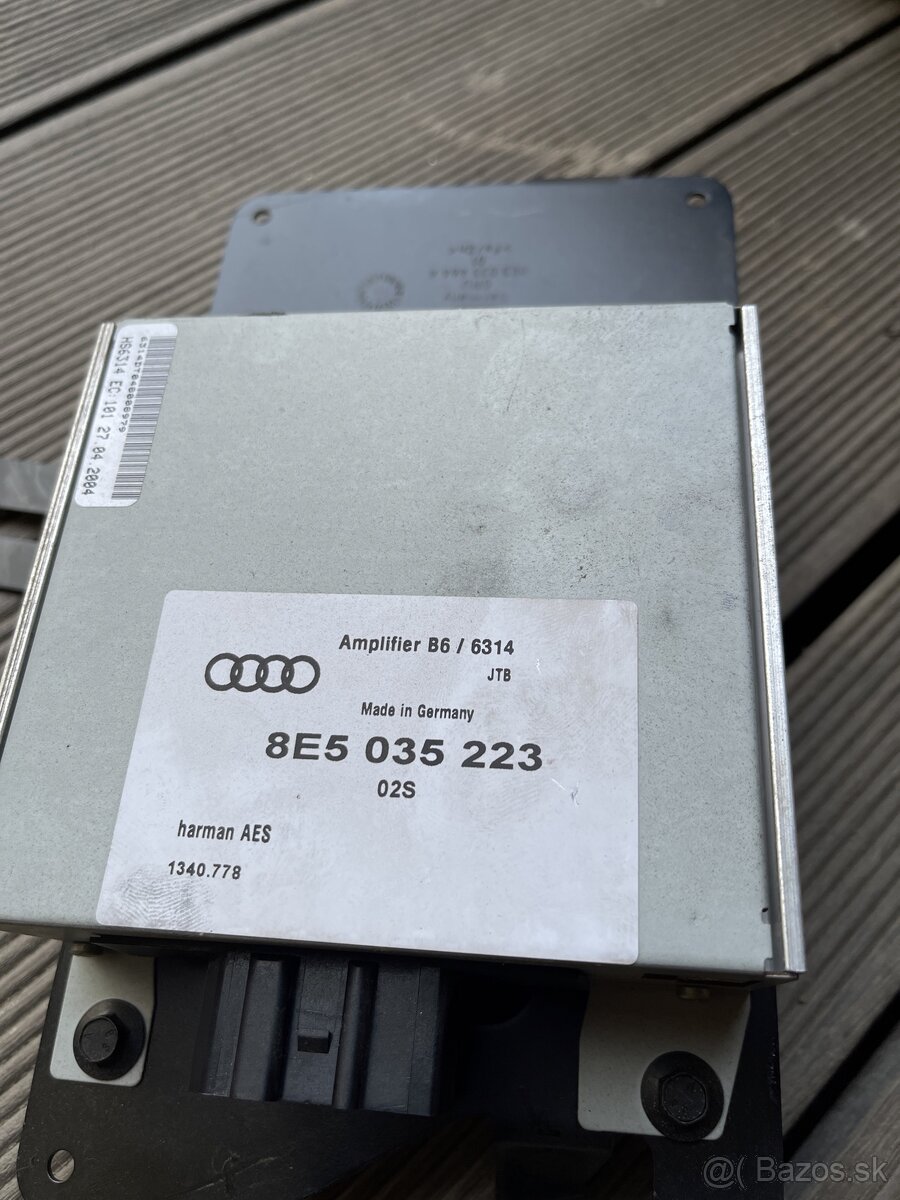 6314DT048000979
HS6314 EC:101 27.04.2004
Amplifier B6 / 6314
JTB
Made in Germany
8E5 035 223
02S
harman AES
1340.778
@( Bazos.sk